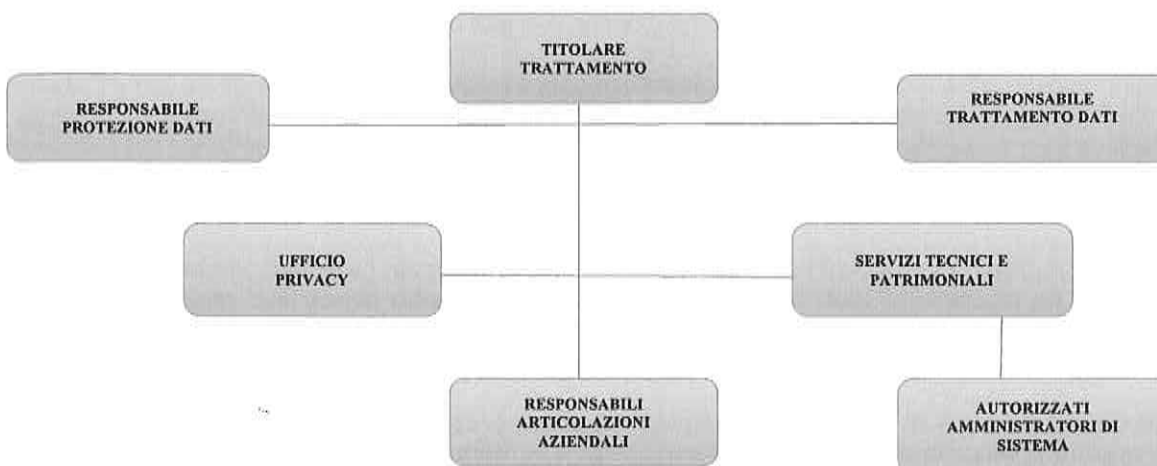 TITOLARE
TRATTAMENTO
RESPONSABILE
PROTEZIONE DATI
RESPONSABILE
TRATTAMENTO DATI
UFFICIO
PRIVACY
SERVIZI TECNICI E
PATRIMONIALI
RESPONSABILI
ARTICOLAZIONI
AZIENDALI
AUTORIZZATI
AMMINISTRATORI DI
SISTEMA